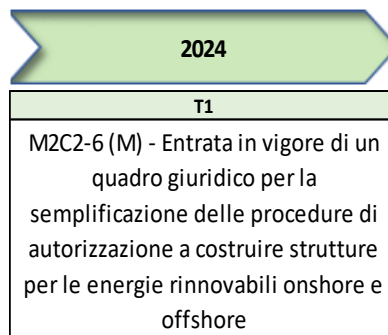 2024
T1
M2C2-6 (M) - Entrata in vigore di un
quadro giuridico per la
semplificazione delle procedure di
autorizzazione a costruire strutture
per le energie rinnovabili onshore e
offshore